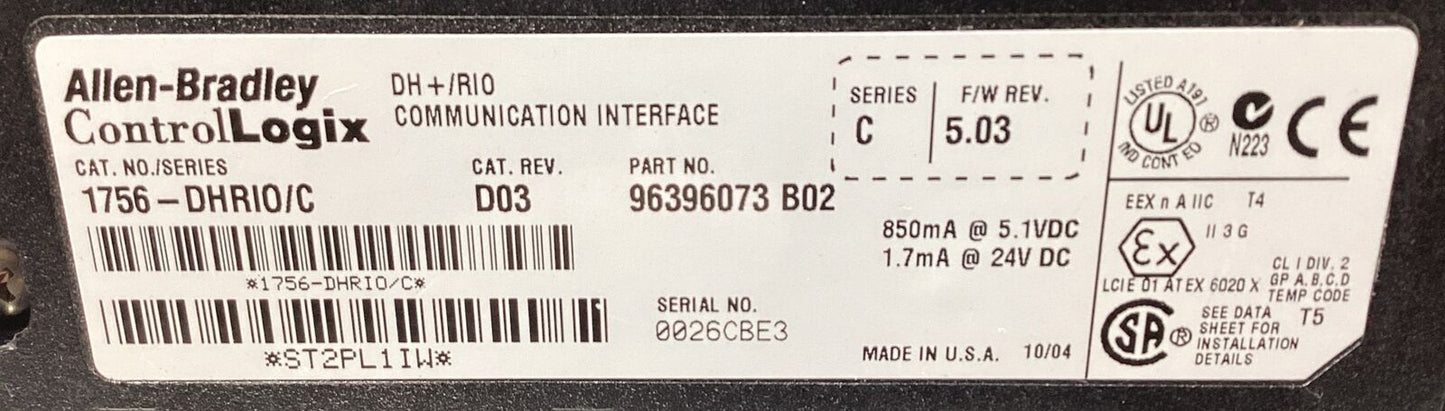 Allen-Bradley
ControlLogix
DH+/RIO
COMMUNICATION INTERFACE
SERIES
C
F/W REV.
5.03
CAT. NO./SERIES
1756-DHRIO/C
CAT. REV.
D03
PART NO.
96396073 B02
850mA @ 5.1VDC
1.7mA @ 24V DC
*1756-DHRIO/C*
*ST2PL1IW*
SERIAL NO.
0026CBE3
MADE IN U.S.A. 10/04
LISTED A191
UL ®
IND CONT EQ
N223
CE
EEX n A IIC T4
Ex II 3 G
LCIE 01 ATEX 6020 X
CL I DIV. 2
GP A.B.C.D
TEMP CODE
T5
SA ®
SEE DATA
SHEET FOR
INSTALLATION
DETAILS